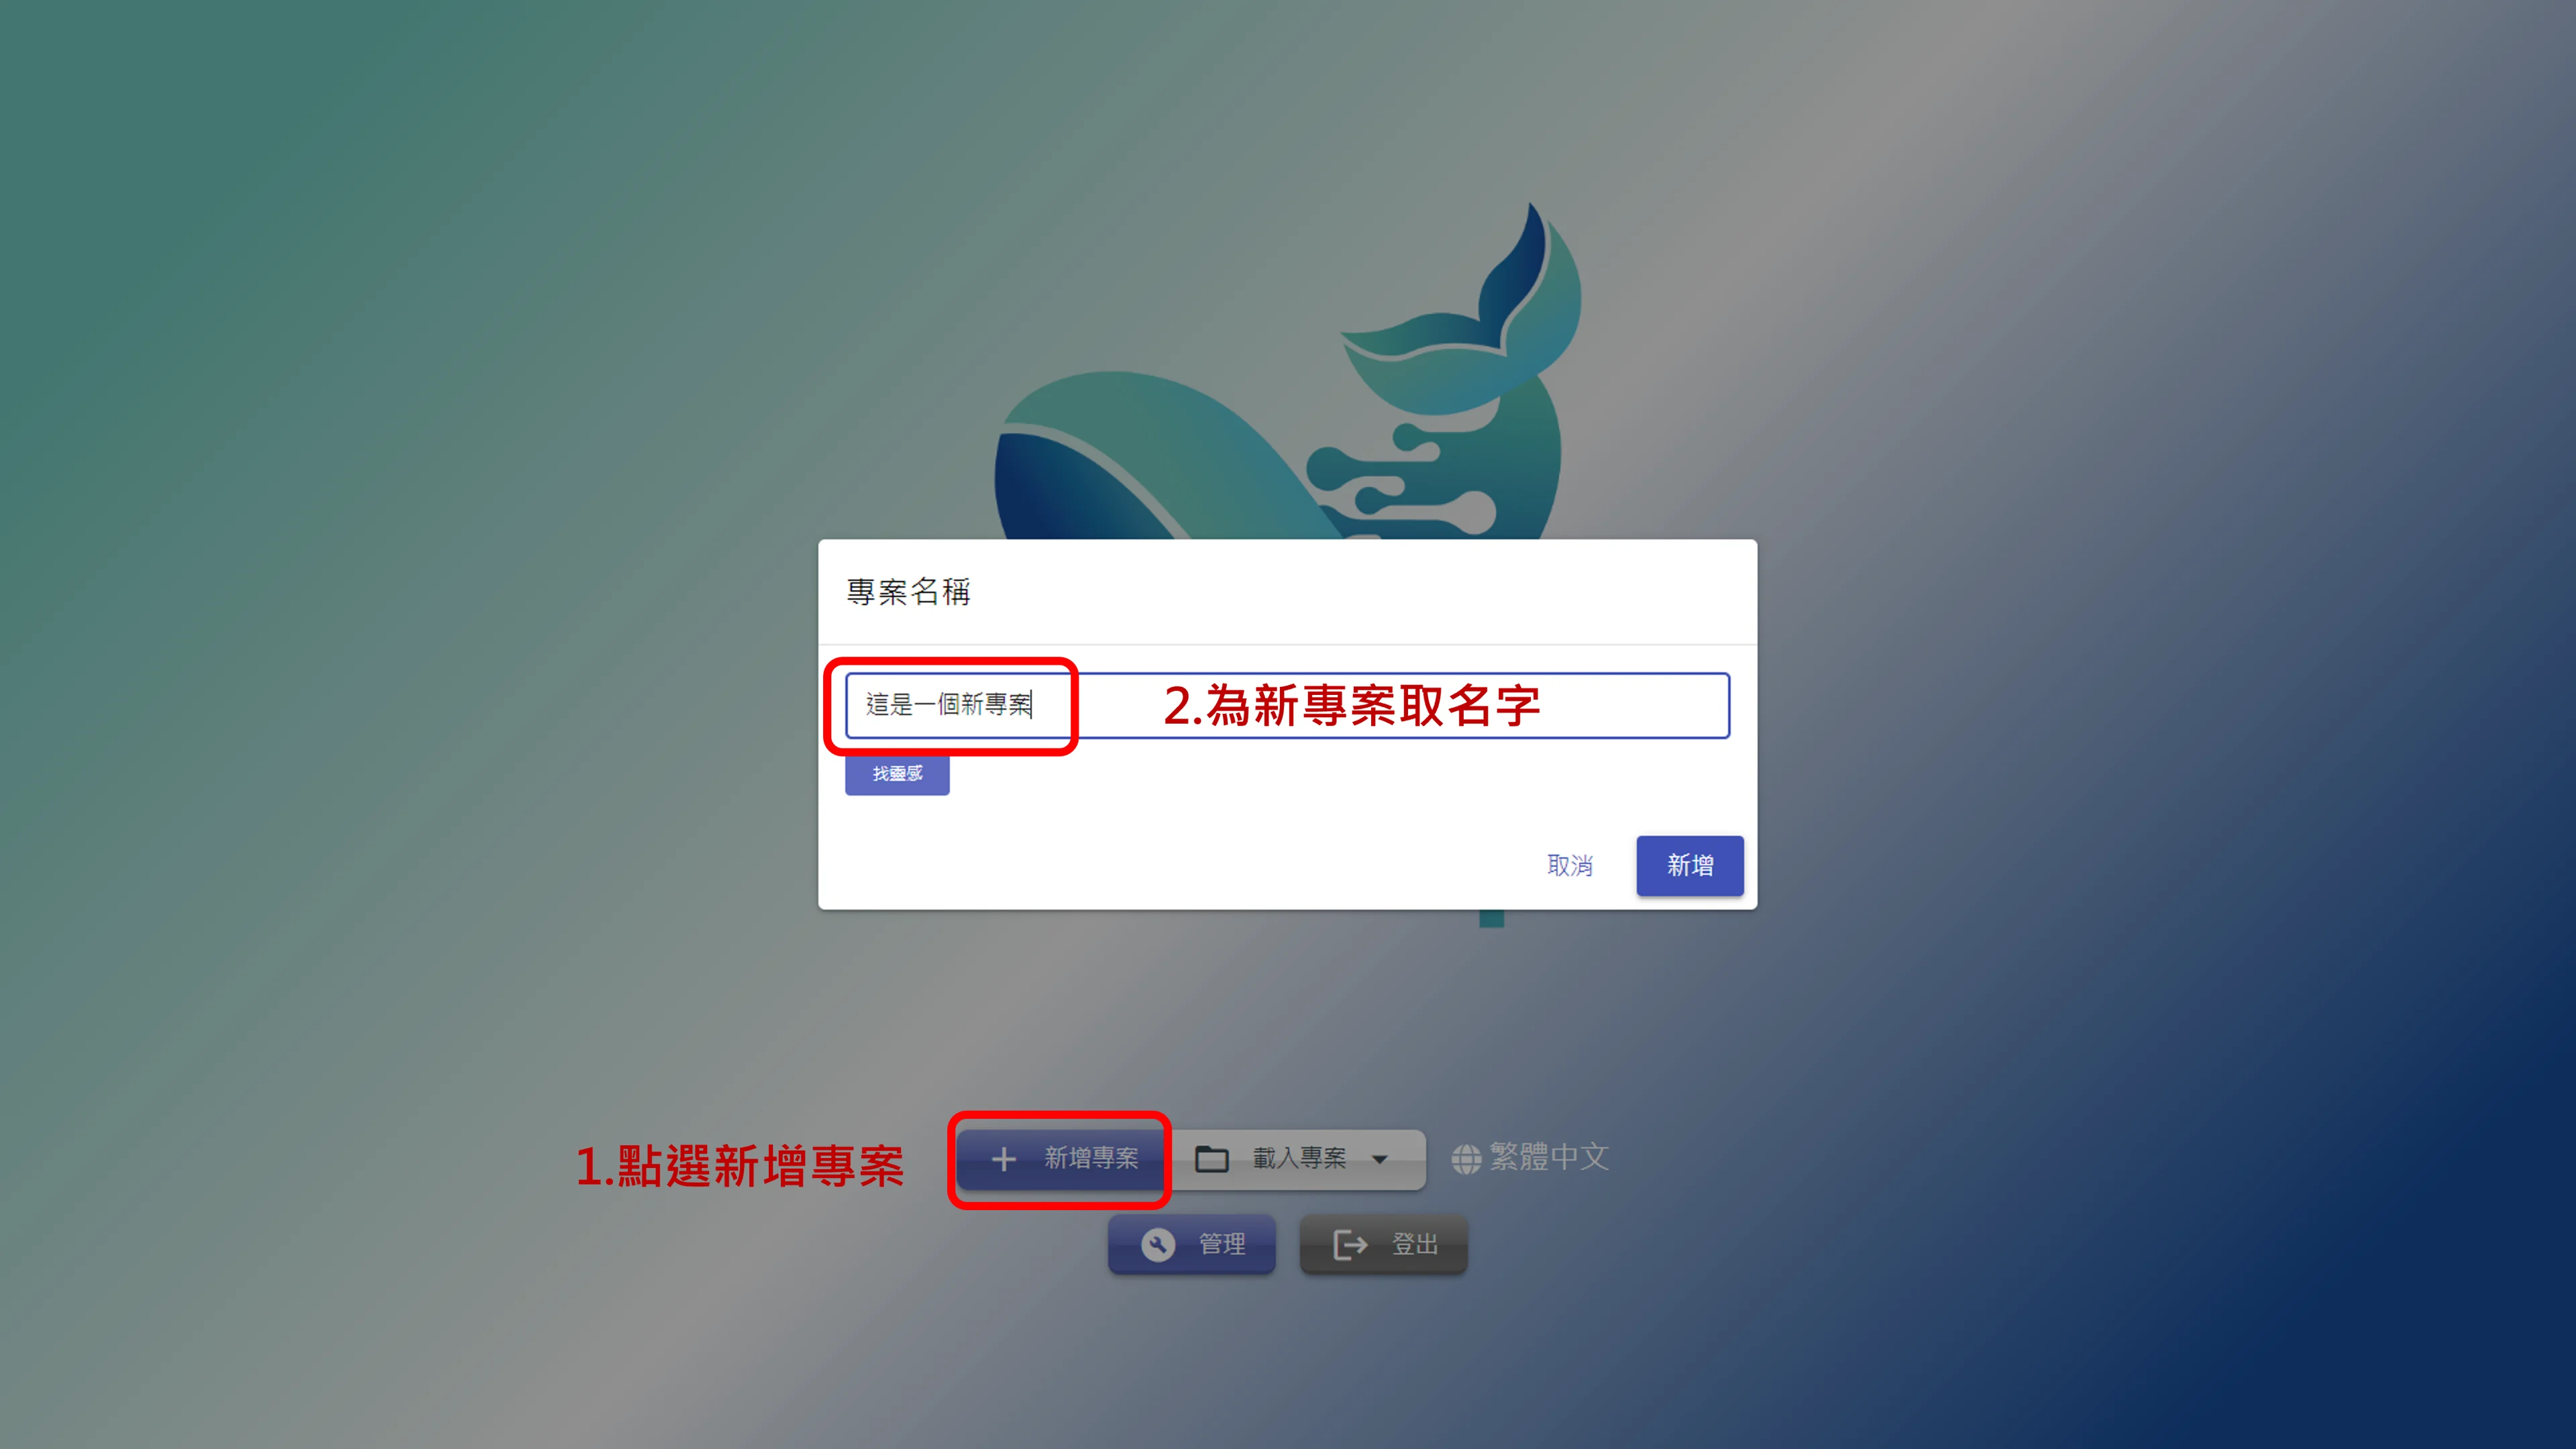 專案名稱
這是一個新專案
2.為新專案取名字
找靈感
取消
新增
1.點選新增專案
新增專案
載入專案
繁體中文
管理
登出